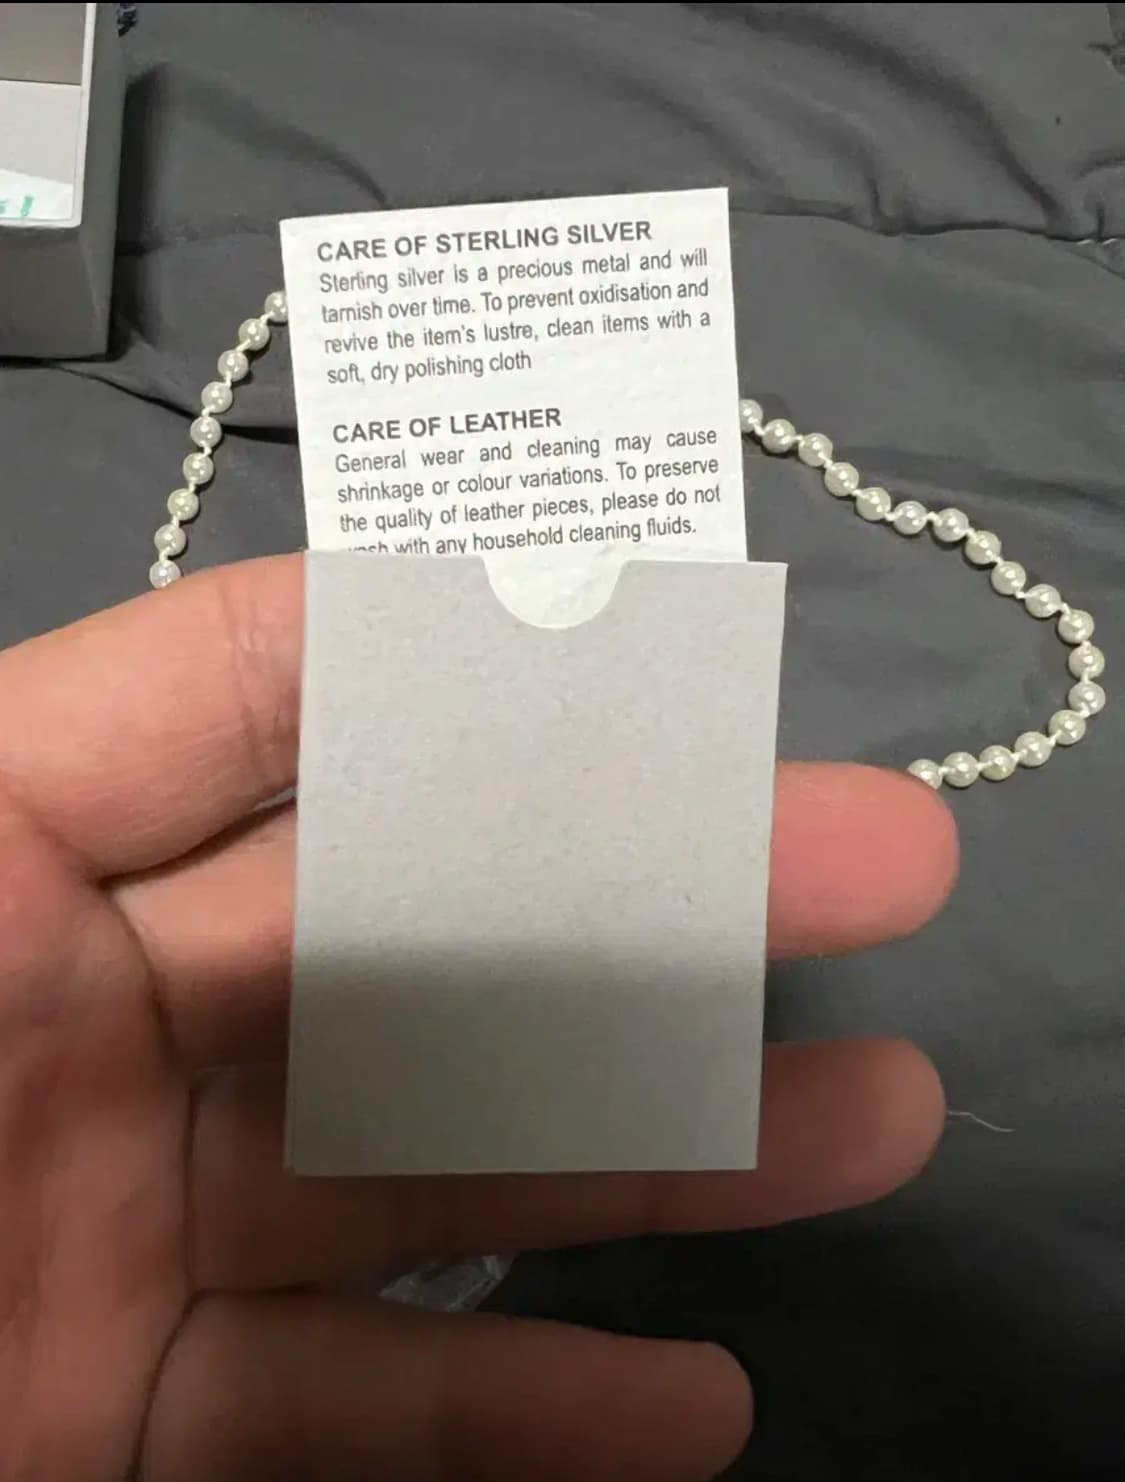 CARE OF STERLING SILVER
Sterling silver is a precious metal and will
tarnish over time. To prevent oxidisation and
revive the item's lustre, clean items with a
soft, dry polishing cloth
CARE OF LEATHER
General wear and cleaning may cause
shrinkage or colour variations. To preserve
the quality of leather pieces, please do not
with any household cleaning fluids.